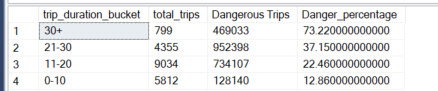 trip_duration_bucket total_trips Dangerous Trips Danger_percentage
1 30+ 799 469033 73.220000000000
2 21-30 4355 952398 37.150000000000
3 11-20 9034 734107 22.460000000000
4 0-10 5812 128140 12.860000000000